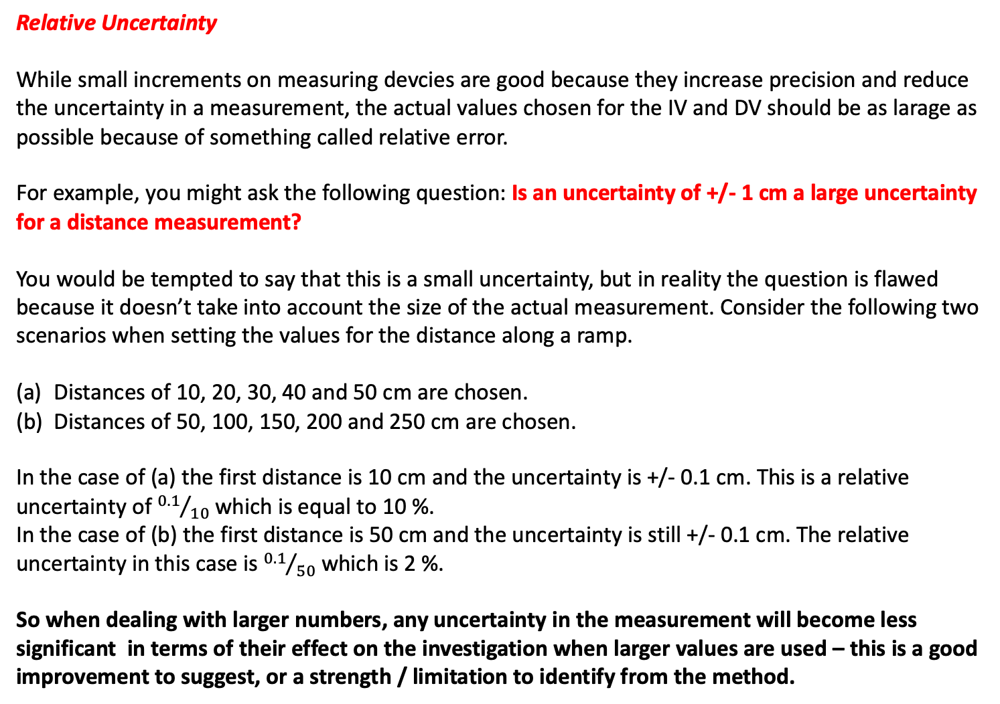 Relative Uncertainty
While small increments on measuring devcies are good because they increase precision and reduce
the uncertainty in a measurement, the actual values chosen for the IV and DV should be as larage as
possible because of something called relative error.
For example, you might ask the following question: Is an uncertainty of +/- 1 cm a large uncertainty
for a distance measurement?
You would be tempted to say that this is a small uncertainty, but in reality the question is flawed
because it doesn’t take into account the size of the actual measurement. Consider the following two
scenarios when setting the values for the distance along a ramp.
(a) Distances of 10, 20, 30, 40 and 50 cm are chosen.
(b) Distances of 50, 100, 150, 200 and 250 cm are chosen.
In the case of (a) the first distance is 10 cm and the uncertainty is +/- 0.1 cm. This is a relative
uncertainty of 0.1/10 which is equal to 10 %.
In the case of (b) the first distance is 50 cm and the uncertainty is still +/- 0.1 cm. The relative
uncertainty in this case is 0.1/50 which is 2 %.
So when dealing with larger numbers, any uncertainty in the measurement will become less
significant  in terms of their effect on the investigation when larger values are used – this is a good
improvement to suggest, or a strength / limitation to identify from the method.